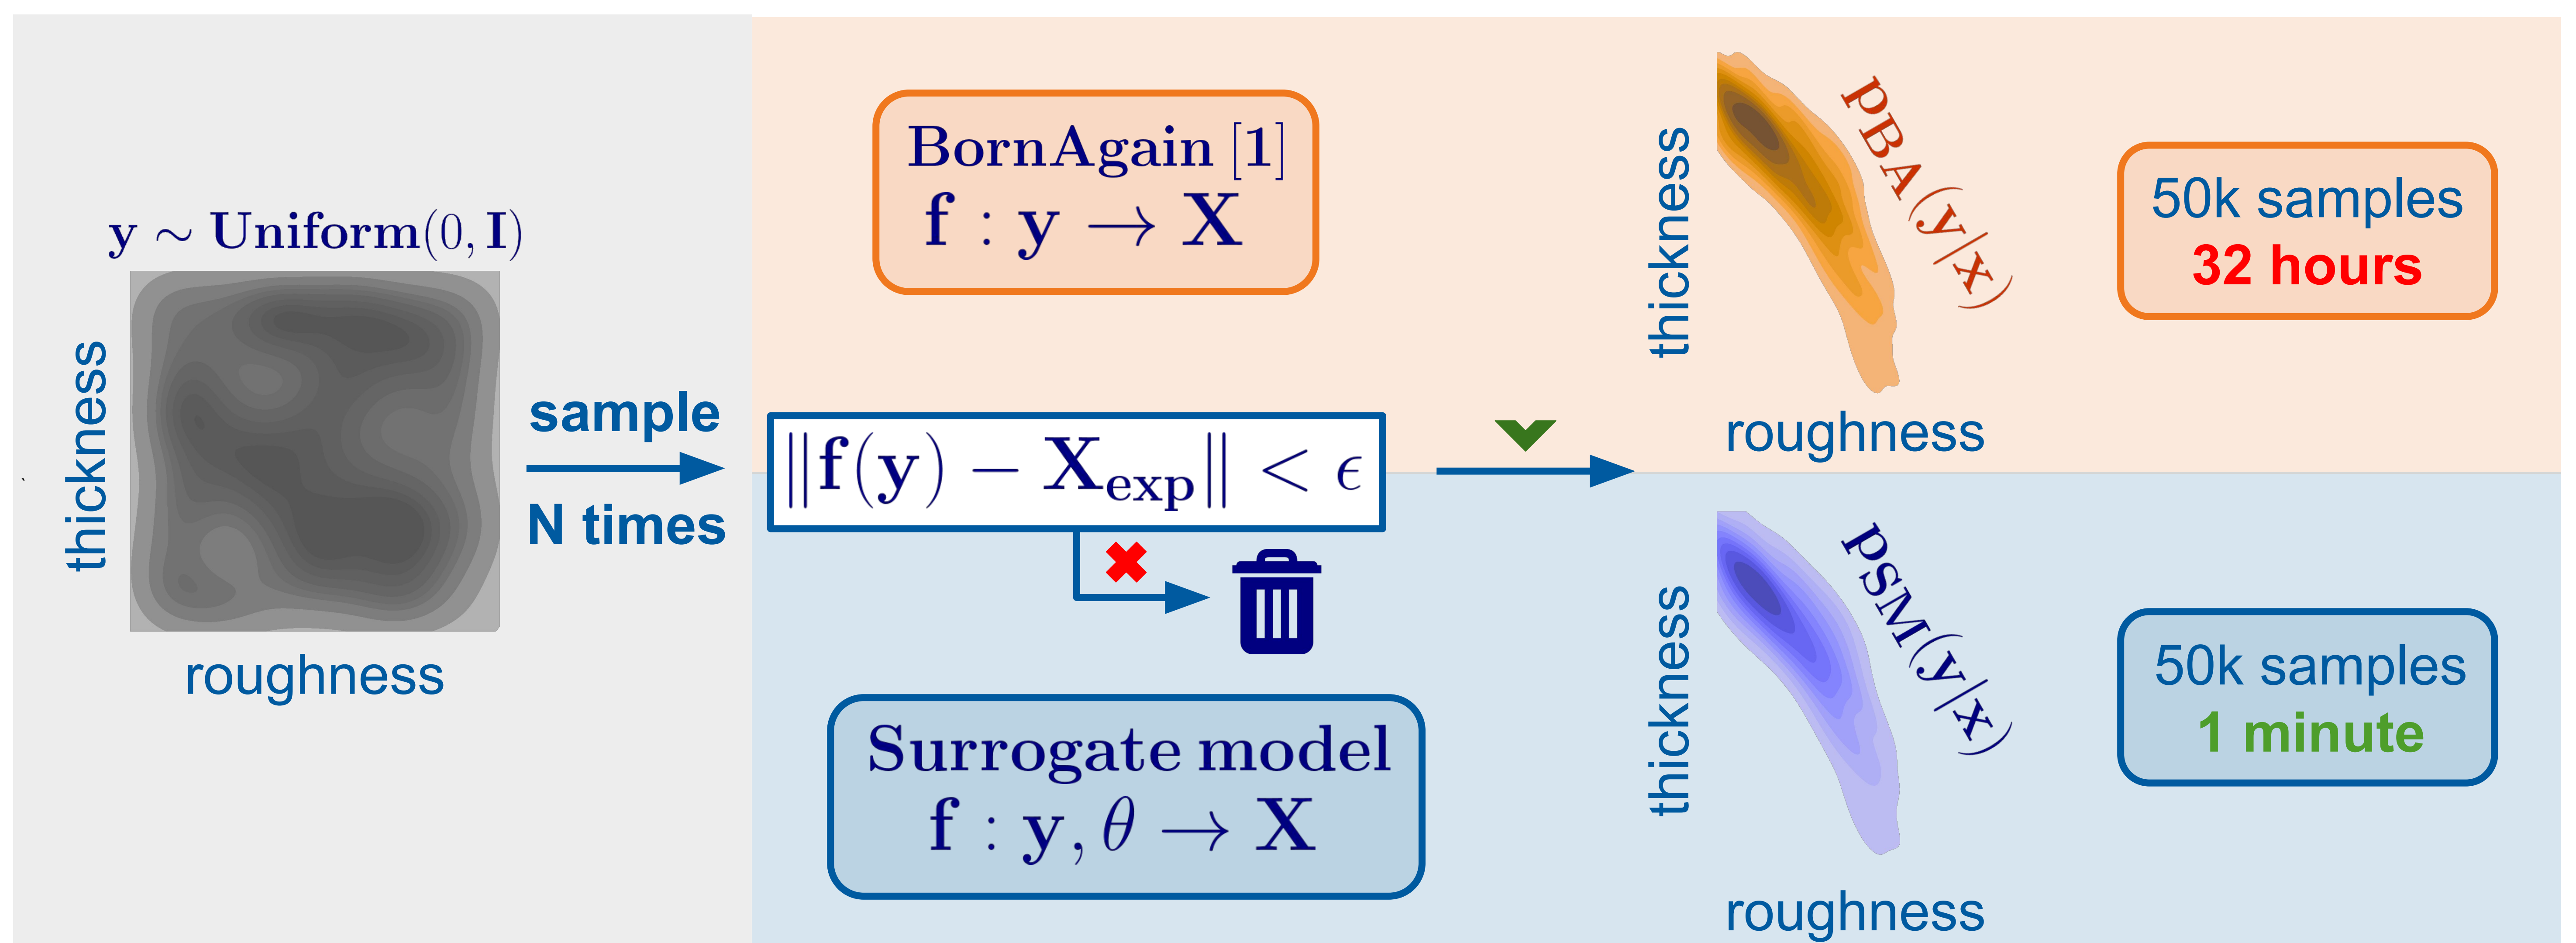 y ∼ Uniform(0, I)
thickness
roughness
sample
N times
BornAgain [1]
f : y → X
‖f(y) − X_exp‖ < ϵ
Surrogate model
f : y, θ → X
thickness
p_BA(y|x)
roughness
50k samples
32 hours
thickness
p_SM(y|x)
roughness
50k samples
1 minute